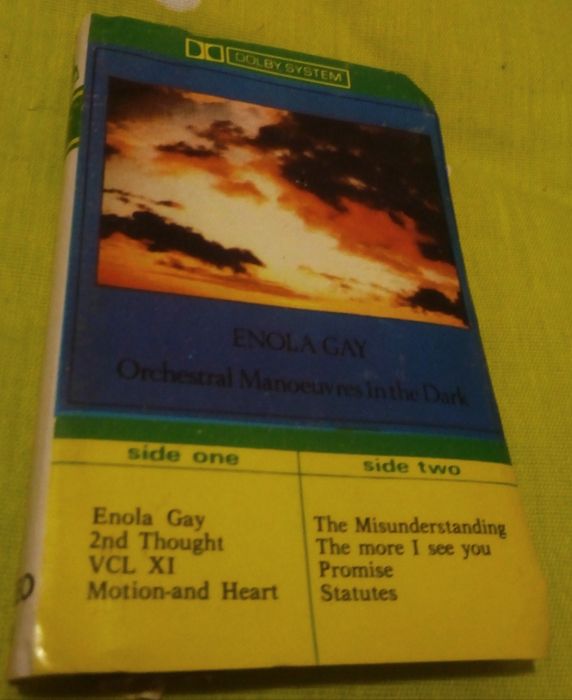 DOLBY SYSTEM
ENOLA GAY
Orchestral Manoeuvres In the Dark
side one
Enola Gay
2nd Thought
VCL XI
Motion-and Heart
side two
The Misunderstanding
The more I see you
Promise
Statutes